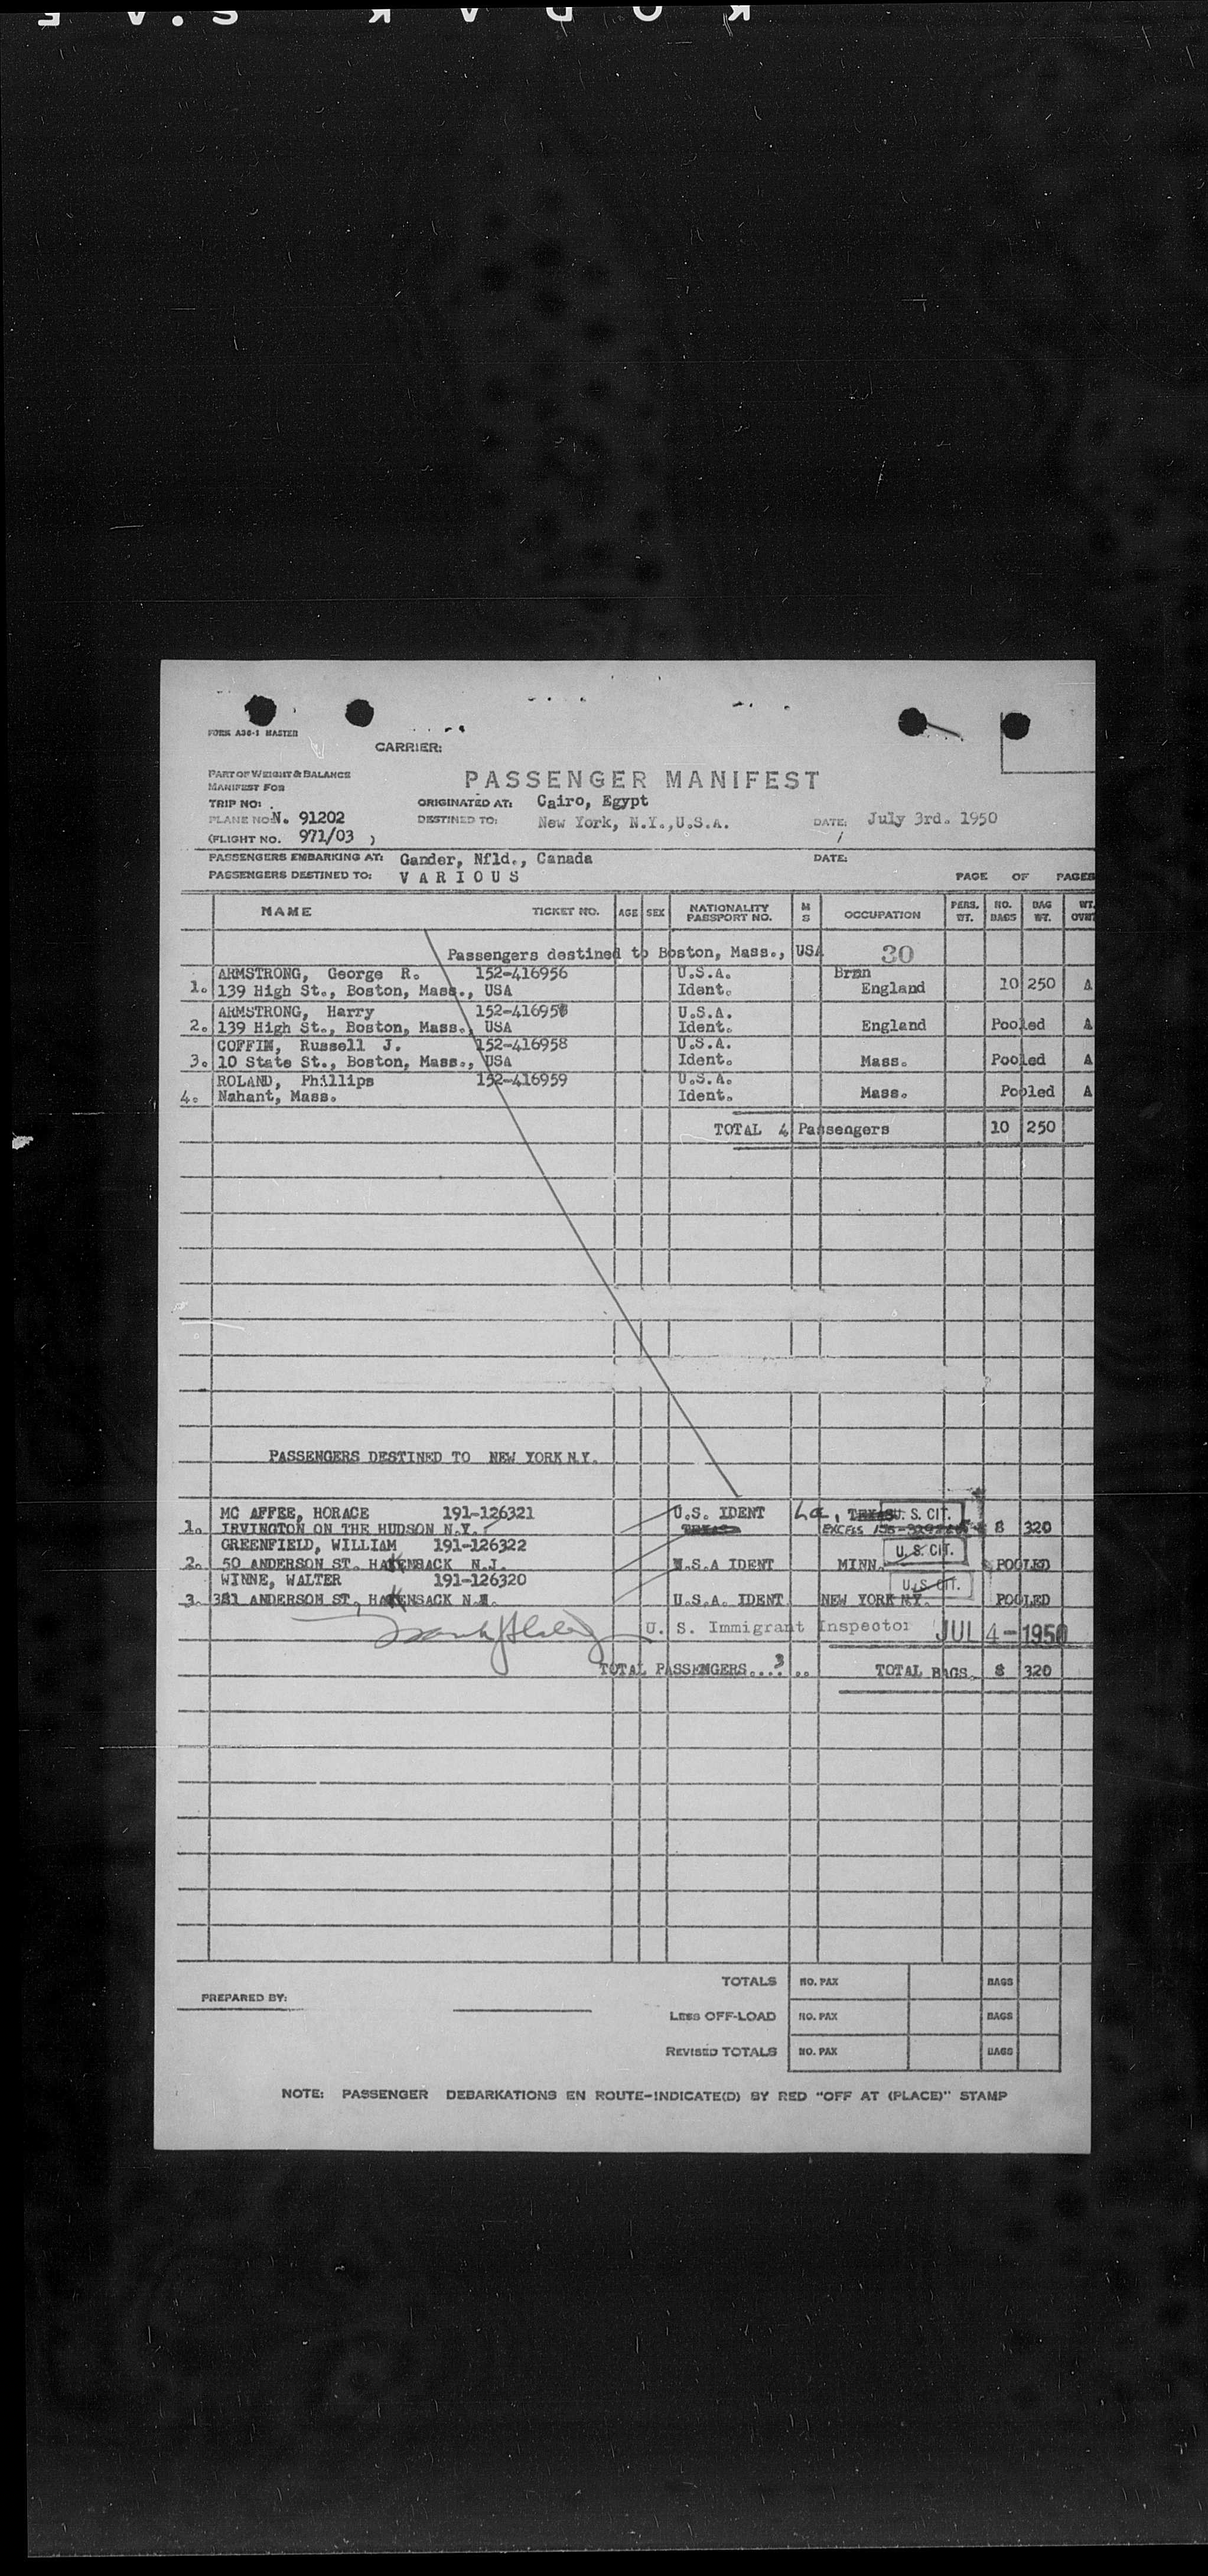 FORM A30-1 MASTER
CARRIER:
PART OF WEIGHT & BALANCE
MANIFEST FOR
PASSENGER MANIFEST
TRIP NO:
ORIGINATED AT: Cairo, Egypt
PLANE NO: N. 91202
DESTINED TO: New York, N.Y.,U.S.A.
DATE: July 3rd. 1950
(FLIGHT NO. 971/03 )
PASSENGERS EMBARKING AT: Gander, Nfld., Canada
DATE:
PASSENGERS DESTINED TO: V A R I O U S
PAGE OF PAGES
NAME TICKET NO. AGE SEX NATIONALITY PASSPORT NO. M S OCCUPATION PERS. WT. NO. BAGS BAG WT. WT.
Passengers destined to Boston, Mass., USA 30
ARMSTRONG, George R. 152-416956 U.S.A.
1. 139 High St., Boston, Mass., USA Ident. England 10 250 A
ARMSTRONG, Harry U.S.A.
2. 139 High St., Boston, Mass., USA Ident. England Pooled A
COFFIN, Russell J. 152-416958 U.S.A.
3. 10 State St., Boston, Mass., USA Ident. Mass. Pooled A
ROLAND, Phillips 152-416959 U.S.A.
4. Nahant, Mass. Ident. Mass. Pooled A
TOTAL 4 Passengers 10 250
PASSENGERS DESTINED TO NEW YORK N.Y.
MC AFFEE, HORACE 191-126321 U.S. IDENT La, TEXAS U. S. CIT.
1. IRVINGTON ON THE HUDSON N.Y. TEXAS EXCESS 8 320
GREENFIELD, WILLIAM 191-126322 U. S. CIT.
2. 50 ANDERSON ST. HACKENSACK N.J. U.S.A IDENT MINN. POOLED
WINNE, WALTER 191-126320 U. S. CIT.
3. ANDERSON ST, HACKENSACK U.S.A. IDENT NEW YORK N.Y. POOLED
U. S. Immigrant Inspector JUL 4-1950
TOTAL PASSENGERS...3 .. TOTAL BAGS. 8 320
TOTALS NO. PAX BAGS
PREPARED BY:
LESS OFF-LOAD NO. PAX BAGS
REVISED TOTALS NO. PAX BAGS
NOTE: PASSENGER DEBARKATIONS EN ROUTE-INDICATE(D) BY RED "OFF AT (PLACE)" STAMP